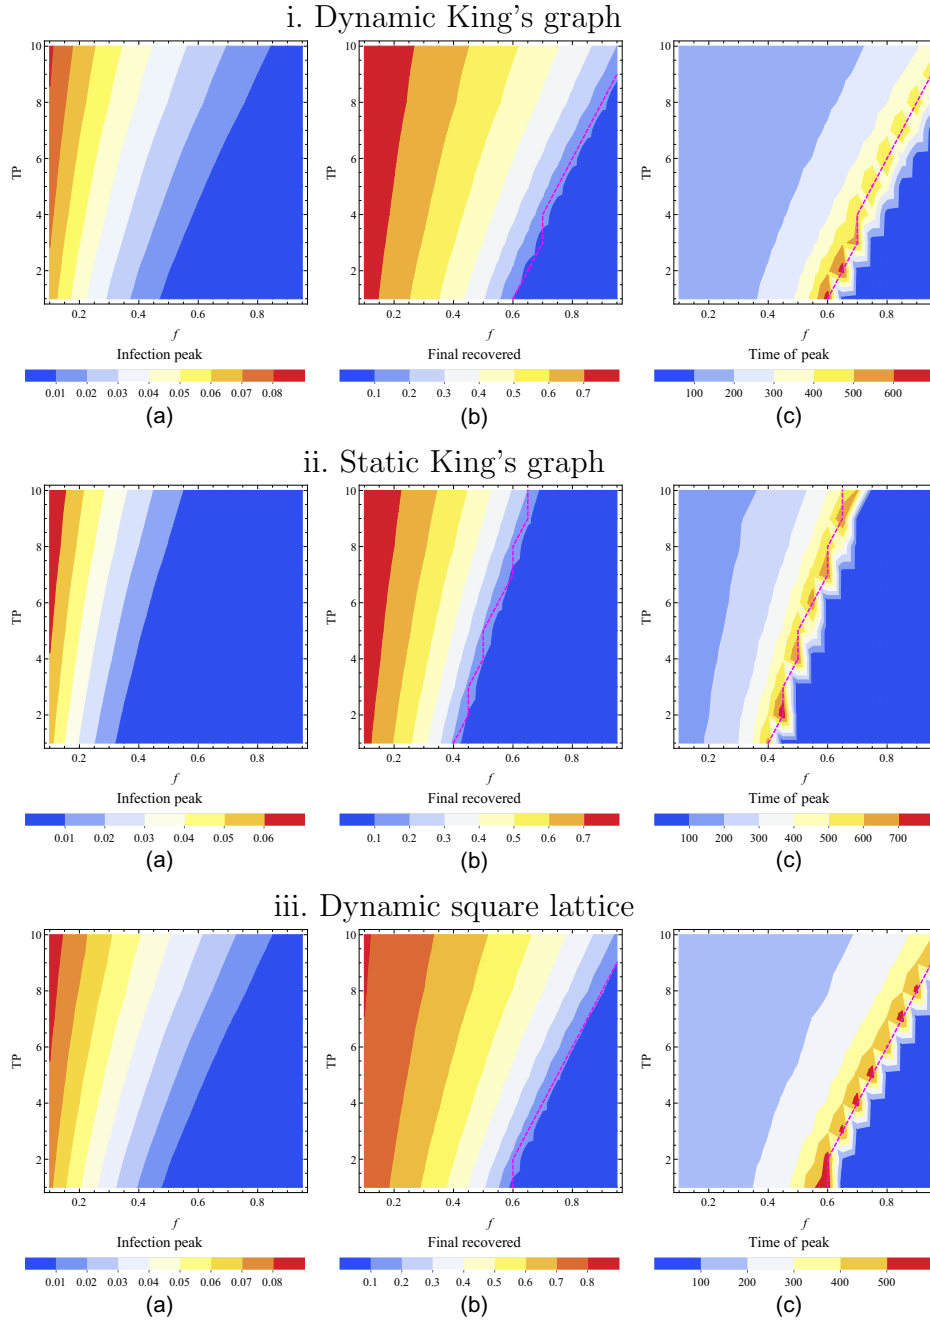 i. Dynamic King's graph
10
8
6
4
2
TP
0.2 0.4 0.6 0.8
f
Infection peak
0.01 0.02 0.03 0.04 0.05 0.06 0.07 0.08
(a)
10
8
6
4
2
TP
0.2 0.4 0.6 0.8
f
Final recovered
0.1 0.2 0.3 0.4 0.5 0.6 0.7
(b)
10
8
6
4
2
TP
0.2 0.4 0.6 0.8
f
Time of peak
100 200 300 400 500 600
(c)
ii. Static King's graph
10
8
6
4
2
TP
0.2 0.4 0.6 0.8
f
Infection peak
0.01 0.02 0.03 0.04 0.05 0.06
(a)
10
8
6
4
2
TP
0.2 0.4 0.6 0.8
f
Final recovered
0.1 0.2 0.3 0.4 0.5 0.6 0.7
(b)
10
8
6
4
2
TP
0.2 0.4 0.6 0.8
f
Time of peak
100 200 300 400 500 600 700
(c)
iii. Dynamic square lattice
10
8
6
4
2
TP
0.2 0.4 0.6 0.8
f
Infection peak
0.01 0.02 0.03 0.04 0.05 0.06 0.07 0.08
(a)
10
8
6
4
2
TP
0.2 0.4 0.6 0.8
f
Final recovered
0.1 0.2 0.3 0.4 0.5 0.6 0.7 0.8
(b)
10
8
6
4
2
TP
0.2 0.4 0.6 0.8
f
Time of peak
100 200 300 400 500
(c)